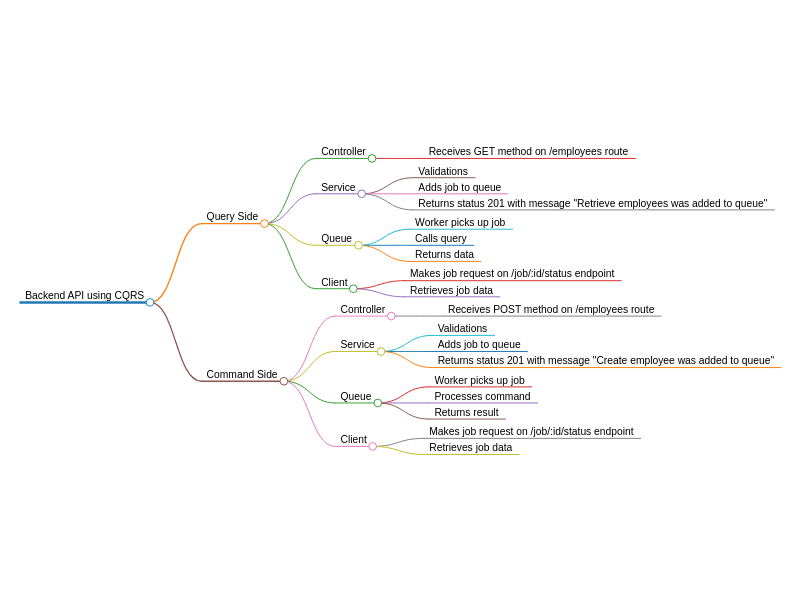 Backend API using CQRS
Query Side
Controller
Receives GET method on /employees route
Service
Validations
Adds job to queue
Returns status 201 with message "Retrieve employees was added to queue"
Queue
Worker picks up job
Calls query
Returns data
Client
Makes job request on /job/:id/status endpoint
Retrieves job data
Command Side
Controller
Receives POST method on /employees route
Service
Validations
Adds job to queue
Returns status 201 with message "Create employee was added to queue"
Queue
Worker picks up job
Processes command
Returns result
Client
Makes job request on /job/:id/status endpoint
Retrieves job data